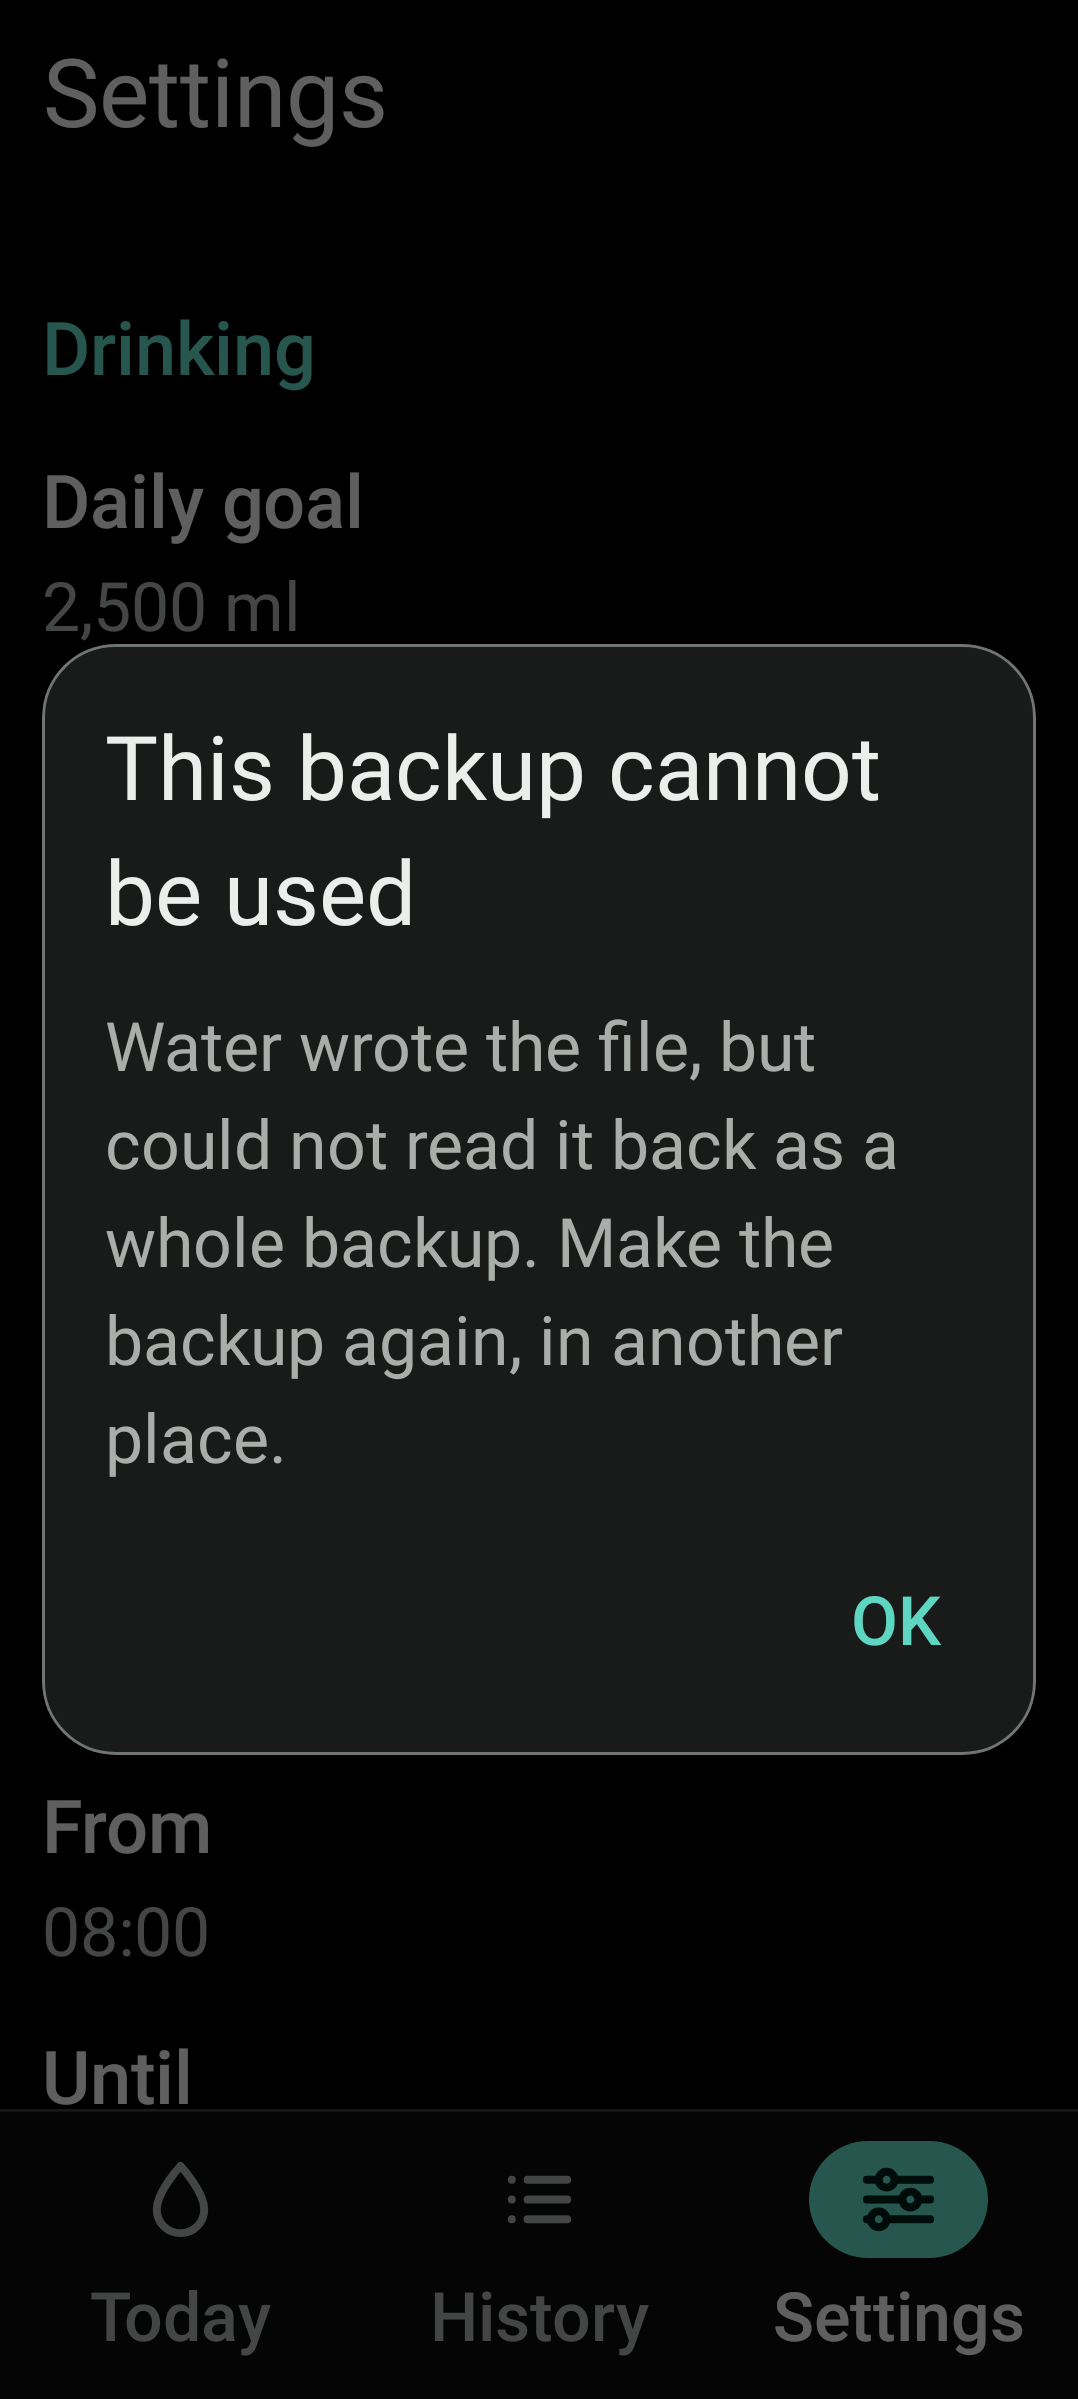 Settings
Drinking
Daily goal
2,500 ml
This backup cannot
be used
Water wrote the file, but
could not read it back as a
whole backup. Make the
backup again, in another
place.
OK
From
08:00
Until
Today
History
Settings